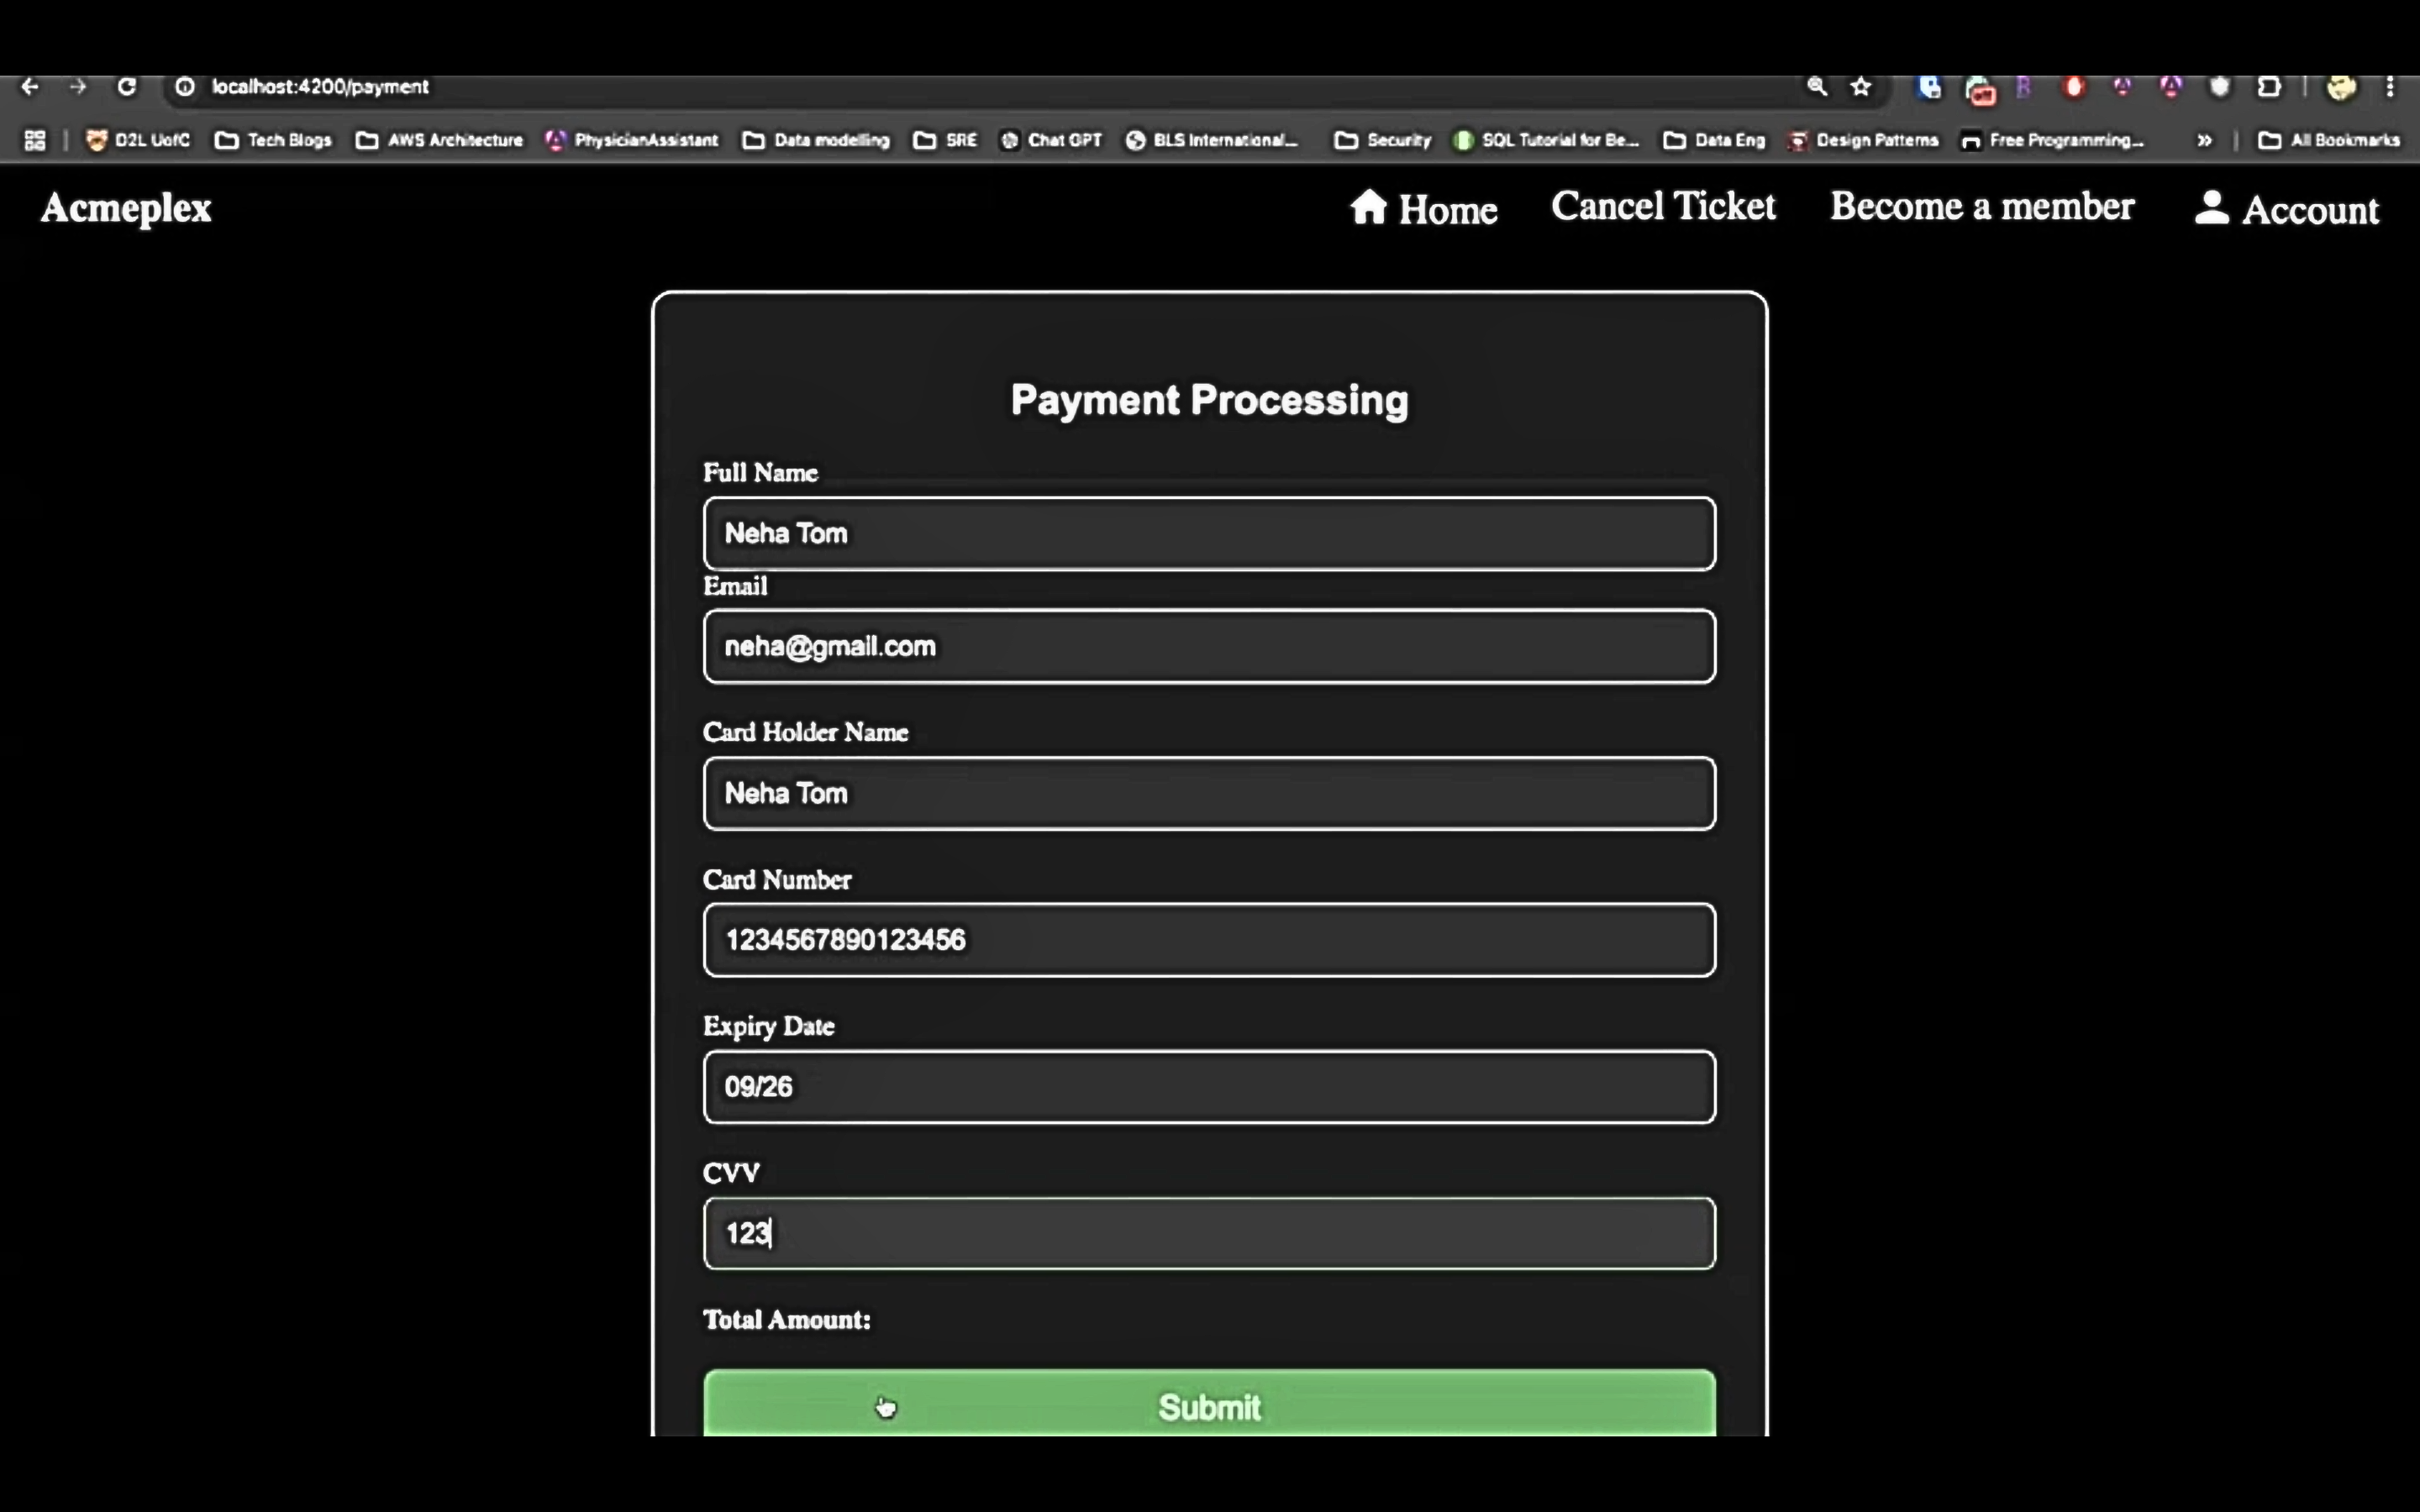 localhost:4200/payment
D2L UofC Tech Blogs AWS Architecture PhysicianAssistant Data modelling SRE Chat GPT BLS International... Security SQL Tutorial for Be... Data Eng Design Patterns Free Programming... » All Bookmarks
Acmeplex Home Cancel Ticket Become a member Account
Payment Processing
Full Name
Neha Tom
Email
neha@gmail.com
Card Holder Name
Neha Tom
Card Number
1234567890123456
Expiry Date
09/26
CVV
123
Total Amount:
Submit